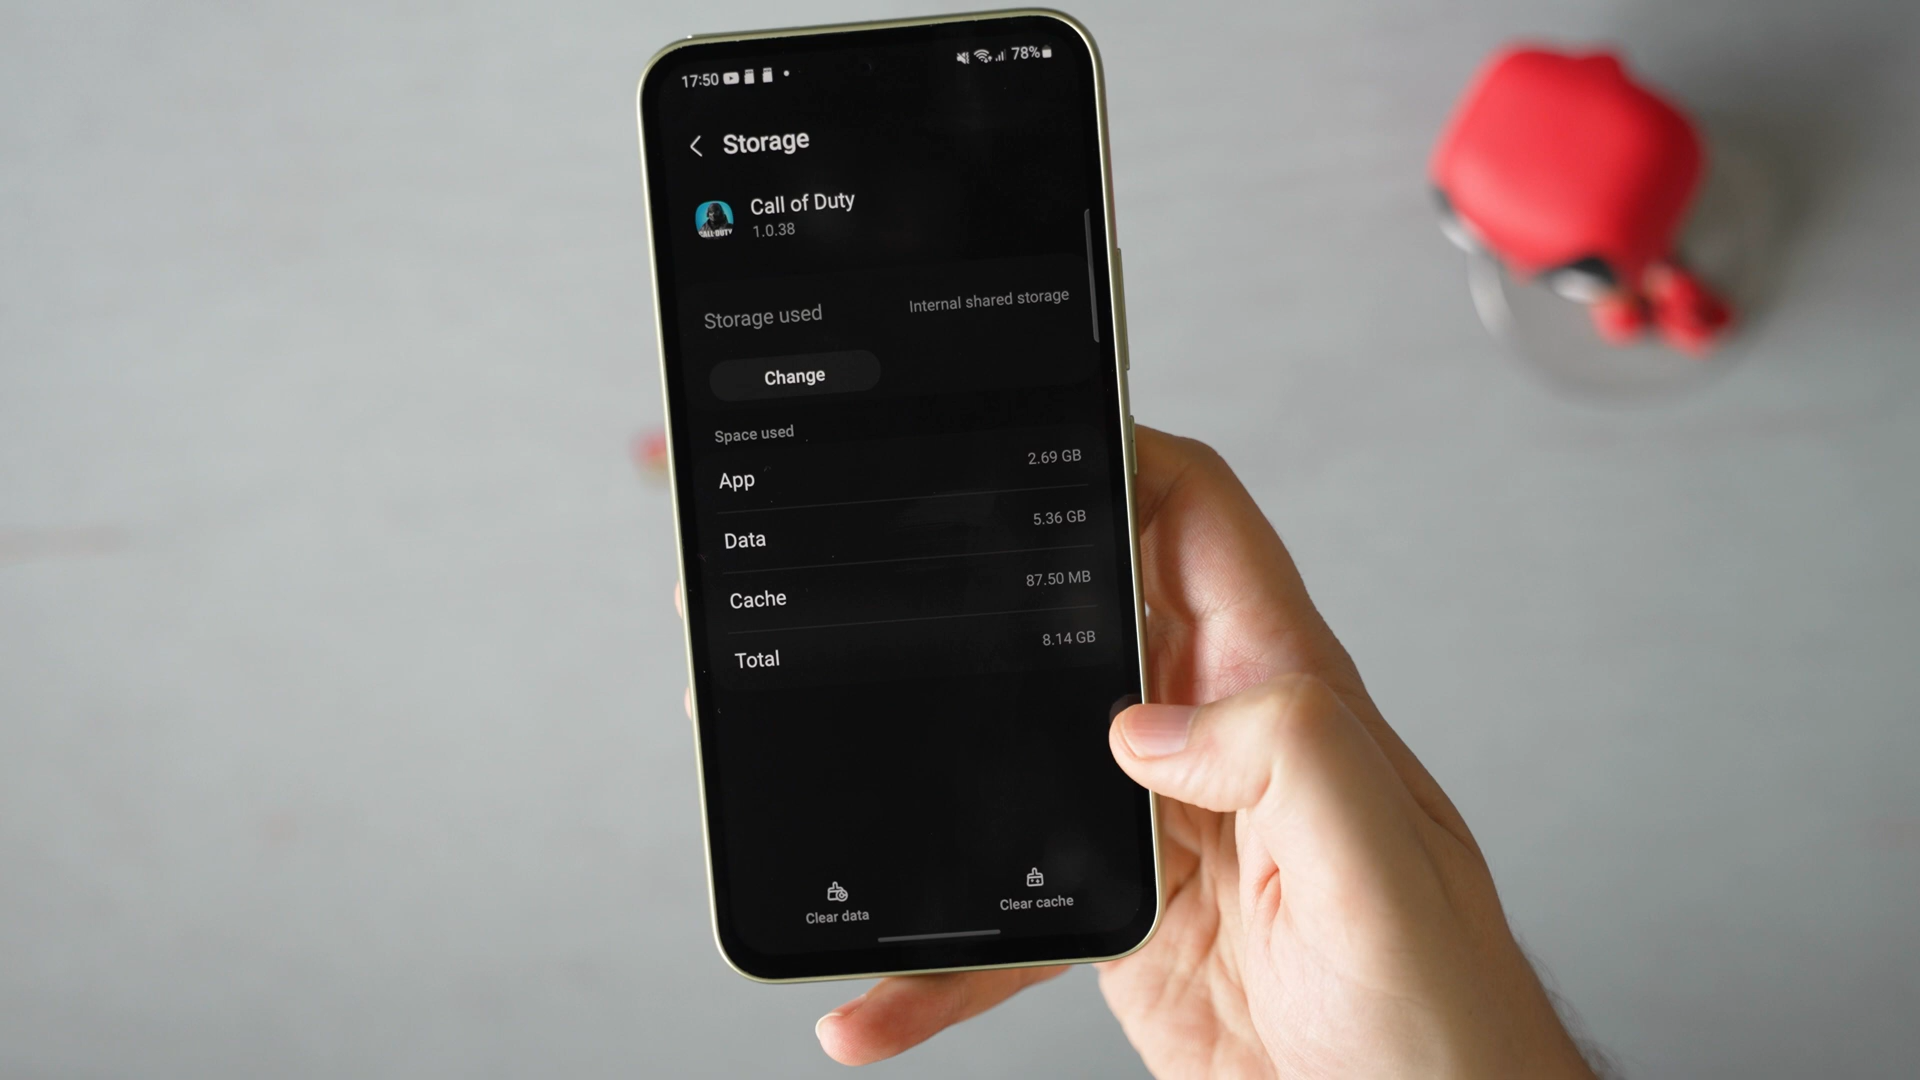 17:50 78%
Storage
Call of Duty
1.0.38
CALL·DUTY
Storage used Internal shared storage
Change
Space used
App 2.69 GB
Data 5.36 GB
Cache 87.50 MB
Total 8.14 GB
Clear data Clear cache